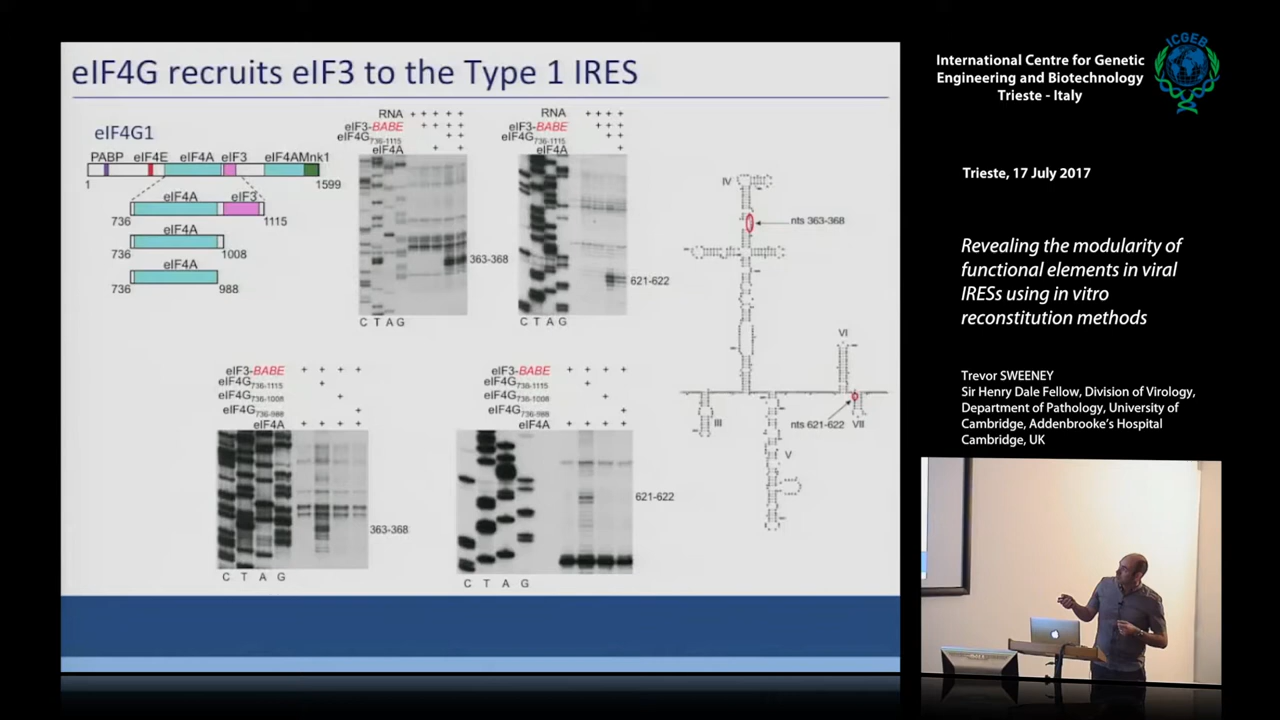 eIF4G recruits eIF3 to the Type 1 IRES
eIF4G1
PABP eIF4E eIF4A eIF3 eIF4AMnk1
1 1599
eIF4A eIF3
736 1115
eIF4A
736 1008
eIF4A
736 988
RNA + + + + +
eIF3-BABE + + + +
eIF4G736-1115 + +
eIF4A + +
363-368
C T A G
RNA + + + +
eIF3-BABE + + +
eIF4G736-1115 + +
eIF4A +
621-622
C T A G
eIF3-BABE + + + +
eIF4G736-1115 +
eIF4G736-1008 +
eIF4G736-988 +
eIF4A + + + +
363-368
C T A G
eIF3-BABE + + + +
eIF4G736-1115 +
eIF4G736-1008 +
eIF4G736-988 +
eIF4A + + + +
621-622
C T A G
IV
nts 363-368
VI
III
nts 621-622 VII
V
International Centre for Genetic
Engineering and Biotechnology
Trieste - Italy
ICGEB
Trieste, 17 July 2017
Revealing the modularity of
functional elements in viral
IRESs using in vitro
reconstitution methods
Trevor SWEENEY
Sir Henry Dale Fellow, Division of Virology,
Department of Pathology, University of
Cambridge, Addenbrooke's Hospital
Cambridge, UK